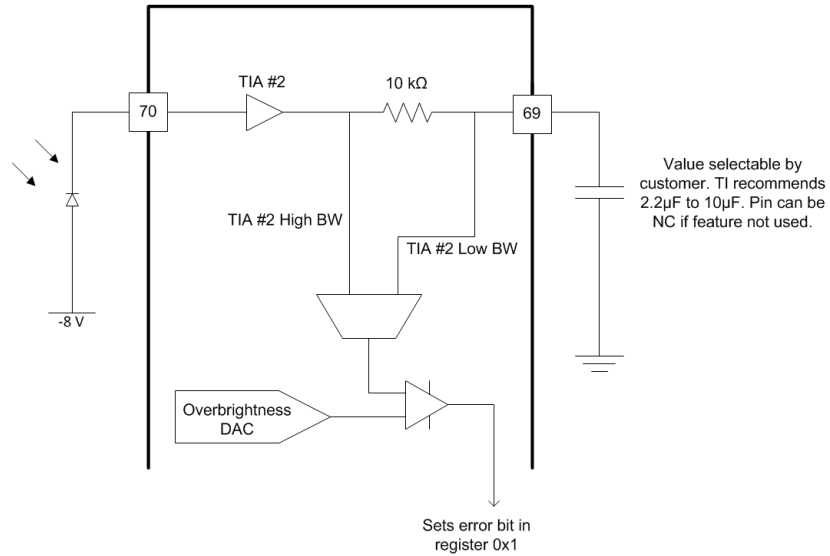 TIA #2
10 kΩ
70
69
Value selectable by
customer. TI recommends
2.2µF to 10µF. Pin can be
NC if feature not used.
TIA #2 High BW
TIA #2 Low BW
-8 V
Overbrightness
DAC
Sets error bit in
register 0x1